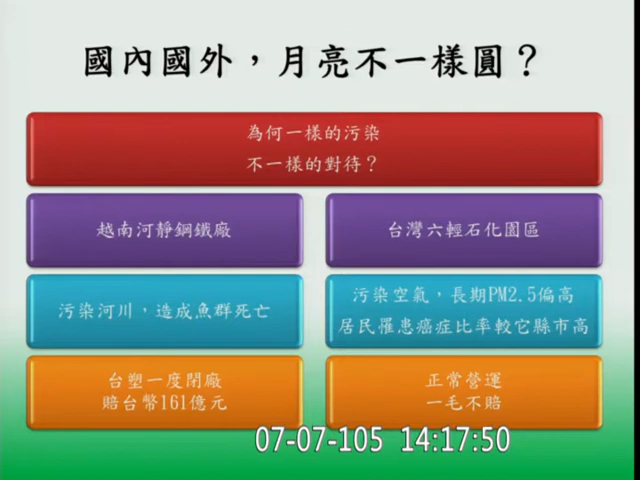 國內國外，月亮不一樣圓？
為何一樣的污染
不一樣的對待？
越南河靜鋼鐵廠
台灣六輕石化園區
污染河川，造成魚群死亡
污染空氣，長期PM2.5偏高
居民罹患癌症比率較它縣市高
台塑一度閉廠
賠台幣161億元
正常營運
一毛不賠
07-07-105 14:17:50